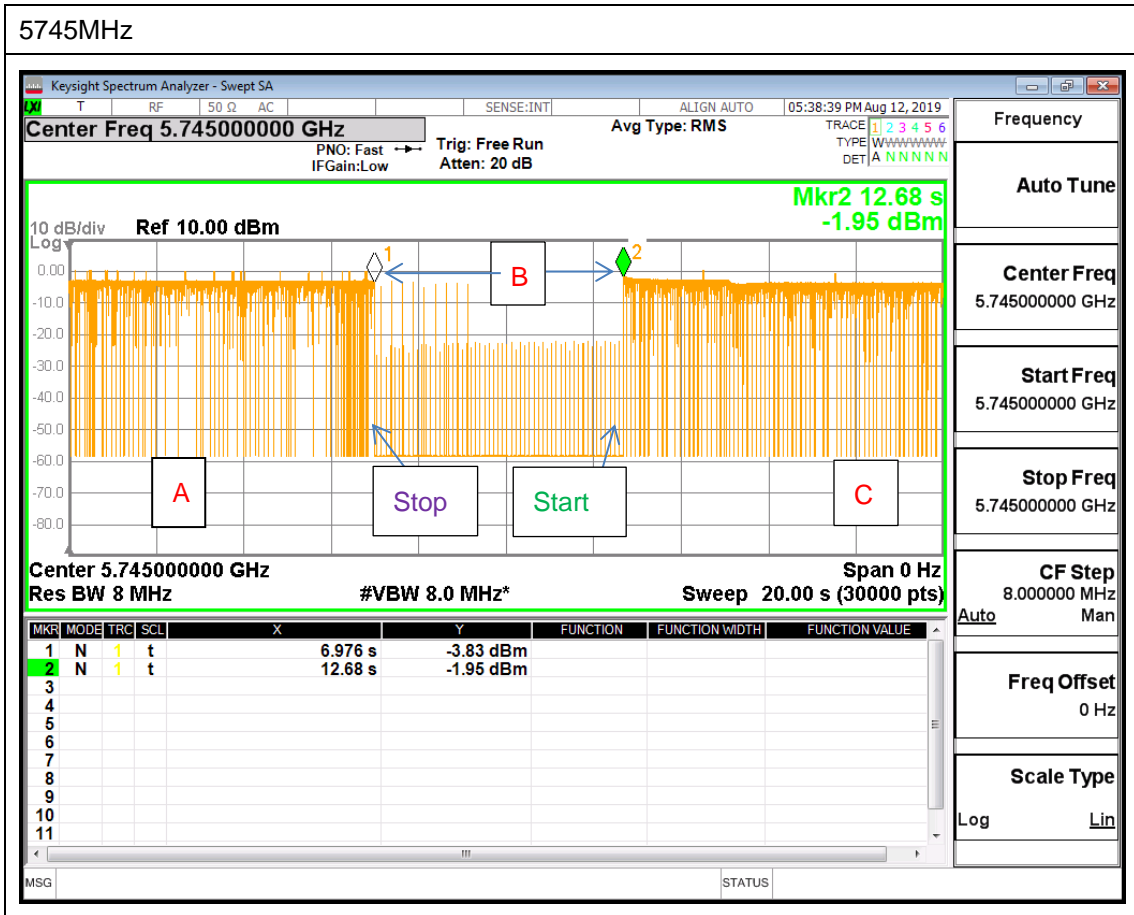 5745MHz
Keysight Spectrum Analyzer - Swept SA
LXI T RF 50 Ω AC SENSE:INT ALIGN AUTO 05:38:39 PM Aug 12, 2019
Center Freq 5.745000000 GHz
PNO: Fast
IFGain:Low
Trig: Free Run
Atten: 20 dB
Avg Type: RMS
TRACE 1 2 3 4 5 6
TYPE WWWWWW
DET A N N N N N
Mkr2 12.68 s
-1.95 dBm
10 dB/div Ref 10.00 dBm
Log
0.00
-10.0
-20.0
-30.0
-40.0
-50.0
-60.0
-70.0
-80.0
1
2
B
A
Stop
Start
C
Center 5.745000000 GHz Span 0 Hz
Res BW 8 MHz #VBW 8.0 MHz* Sweep 20.00 s (30000 pts)
MKR MODE TRC SCL X Y FUNCTION FUNCTION WIDTH FUNCTION VALUE
1 N 1 t 6.976 s -3.83 dBm
2 N 1 t 12.68 s -1.95 dBm
3
4
5
6
7
8
9
10
11
MSG STATUS
Frequency
Auto Tune
Center Freq
5.745000000 GHz
Start Freq
5.745000000 GHz
Stop Freq
5.745000000 GHz
CF Step
8.000000 MHz
Auto Man
Freq Offset
0 Hz
Scale Type
Log Lin